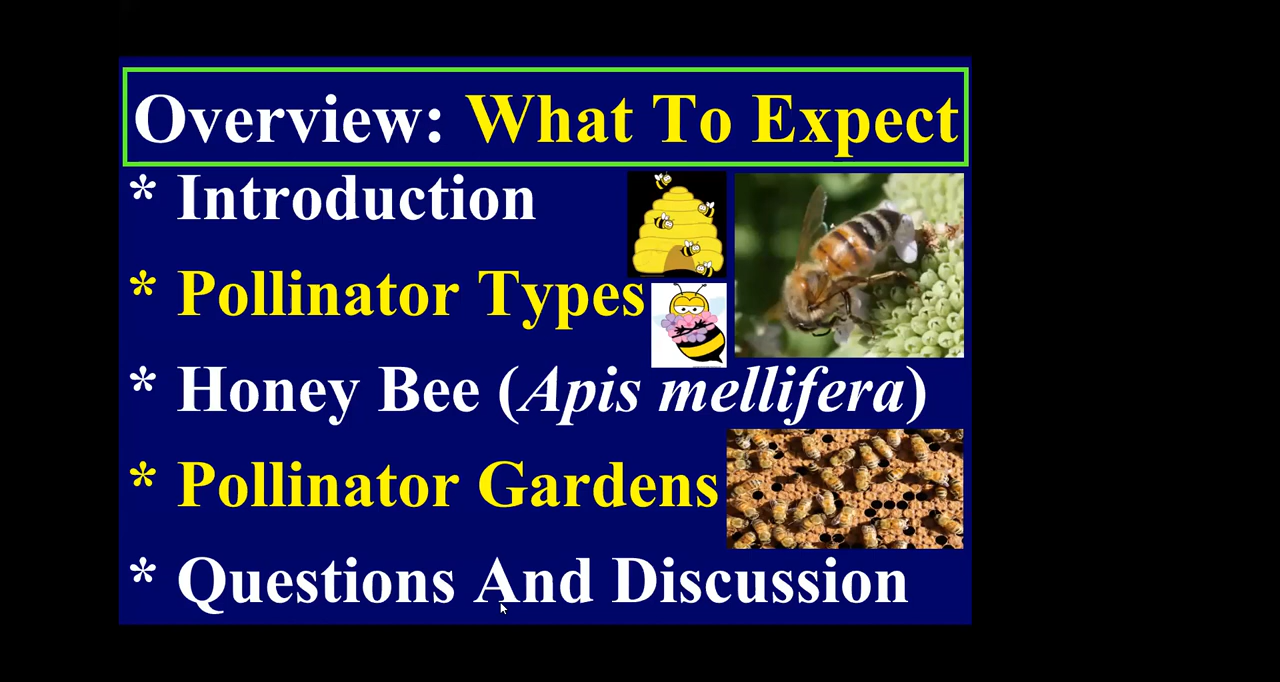 Overview: What To Expect
* Introduction
* Pollinator Types
* Honey Bee (Apis mellifera)
* Pollinator Gardens
* Questions And Discussion